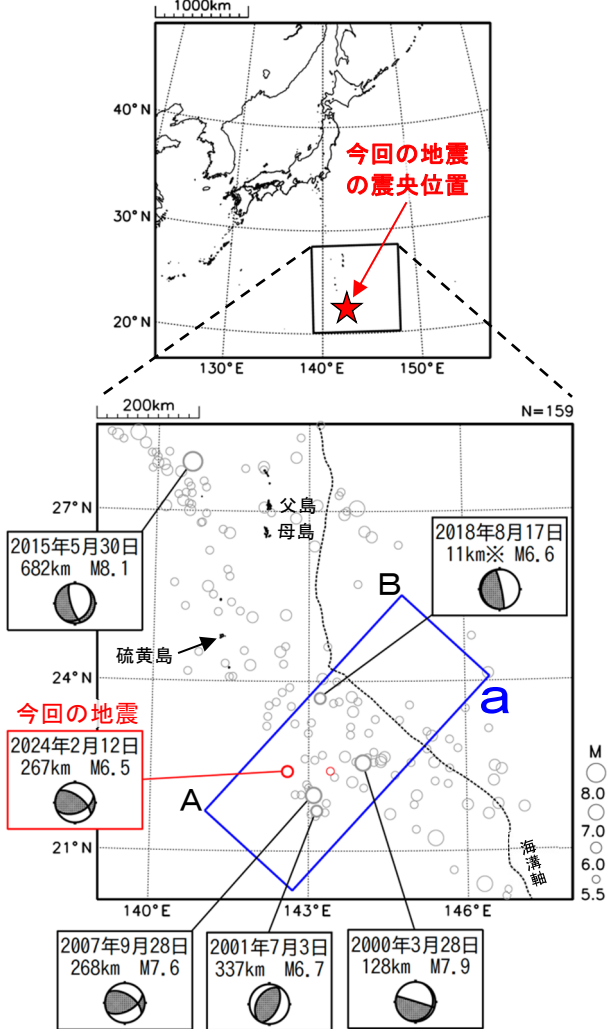 1000km
40°N
30°N
20°N
今回の地震
の震央位置
130°E
140°E
150°E
200km
N=159
27°N
父島
母島
2015年5月30日
682km M8.1
2018年8月17日
11km※ M6.6
B
硫黄島
24°N
a
今回の地震
2024年2月12日
267km M6.5
A
M
8.0
7.0
6.0
5.5
21°N
海溝軸
140°E
143°E
146°E
2007年9月28日
268km M7.6
2001年7月3日
337km M6.7
2000年3月28日
128km M7.9